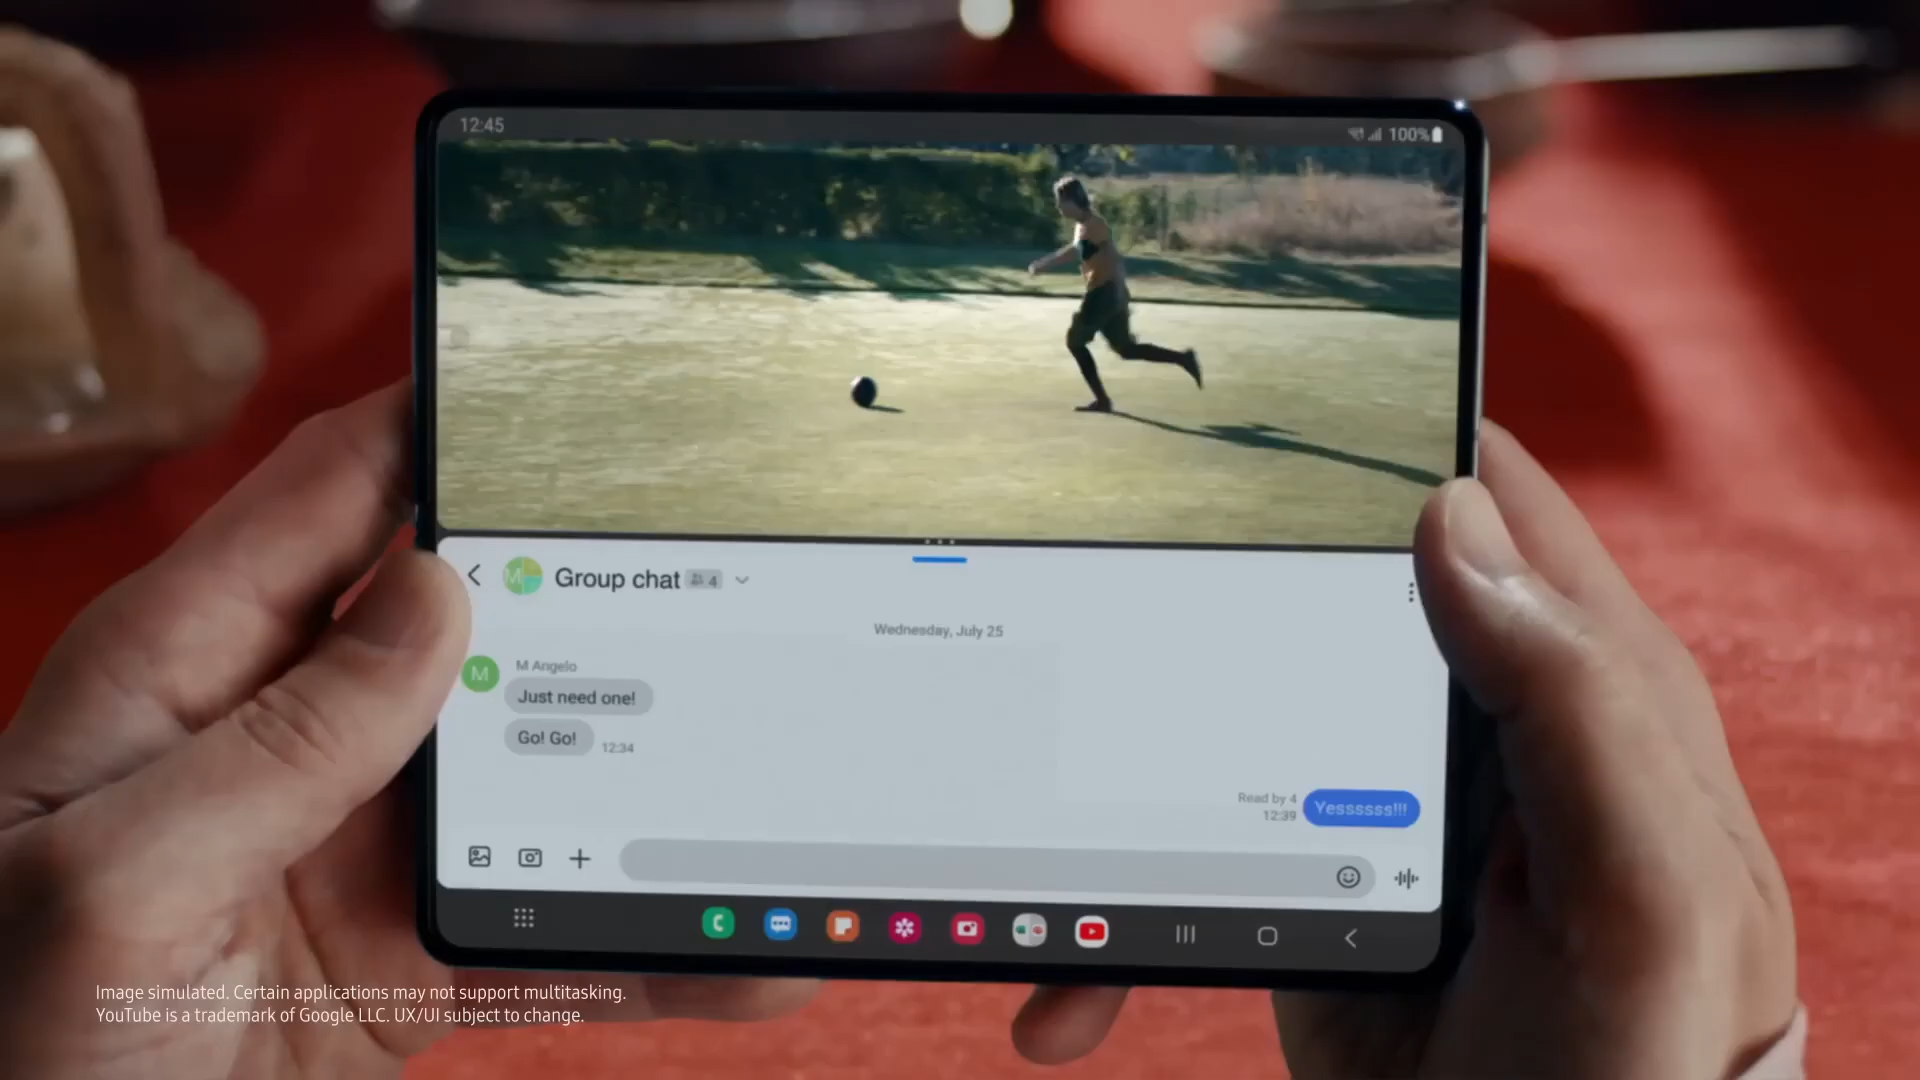 12:45
100%
Group chat 4
Wednesday, July 25
M
M Angelo
M
Just need one!
Go! Go!
12:34
Read by 4
12:39
Yessssss!!!
Image simulated. Certain applications may not support multitasking.
YouTube is a trademark of Google LLC. UX/UI subject to change.